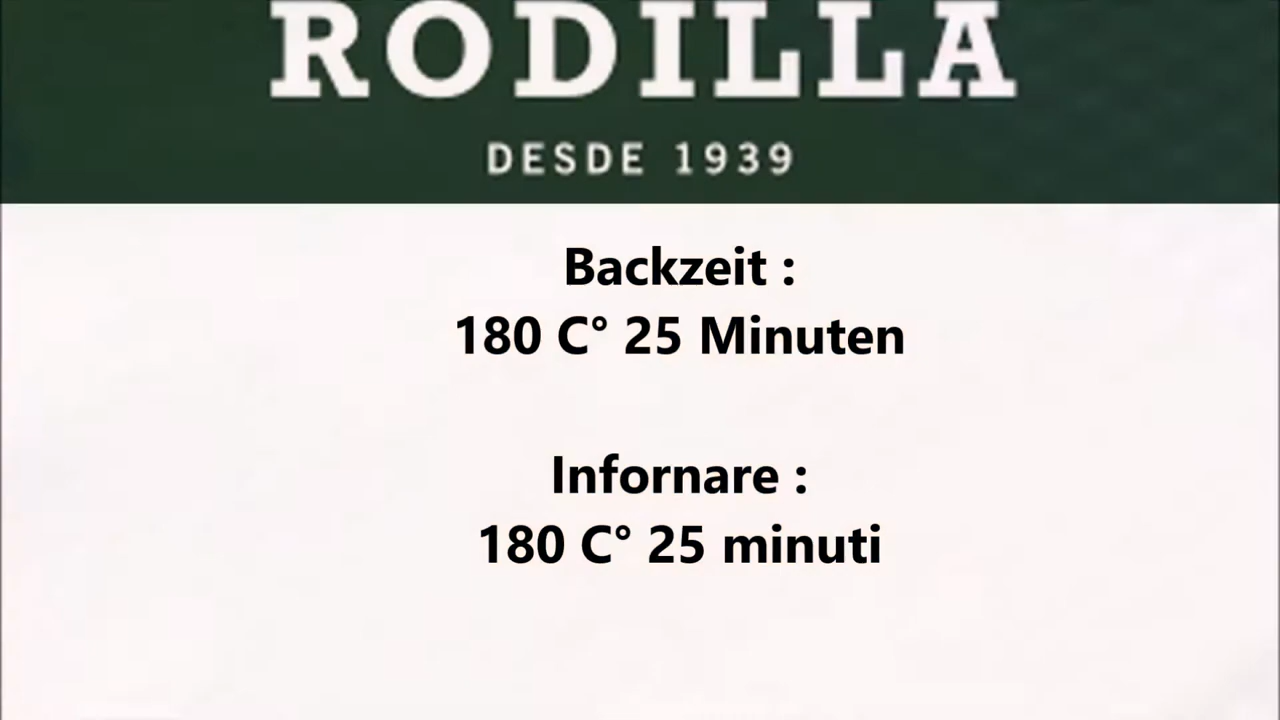 RODILLA
DESDE 1939
Backzeit :
180 C° 25 Minuten
Infornare :
180 C° 25 minuti